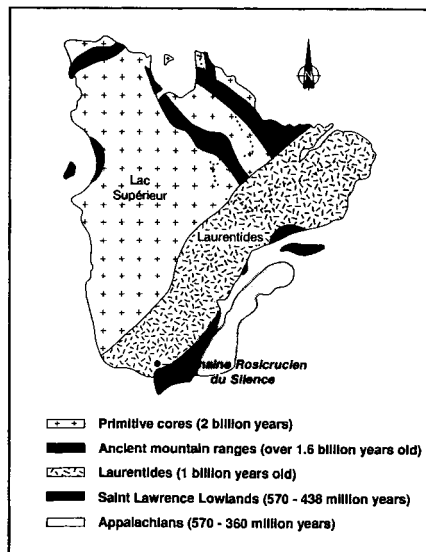 Lac
Supérieur
Laurentides
maine Rosicrucien
du Silence
Primitive cores (2 billion years)
Ancient mountain ranges (over 1.6 billion years old)
Laurentides (1 billion years old)
Saint Lawrence Lowlands (570 - 438 million years)
Appalachians (570 - 360 million years)